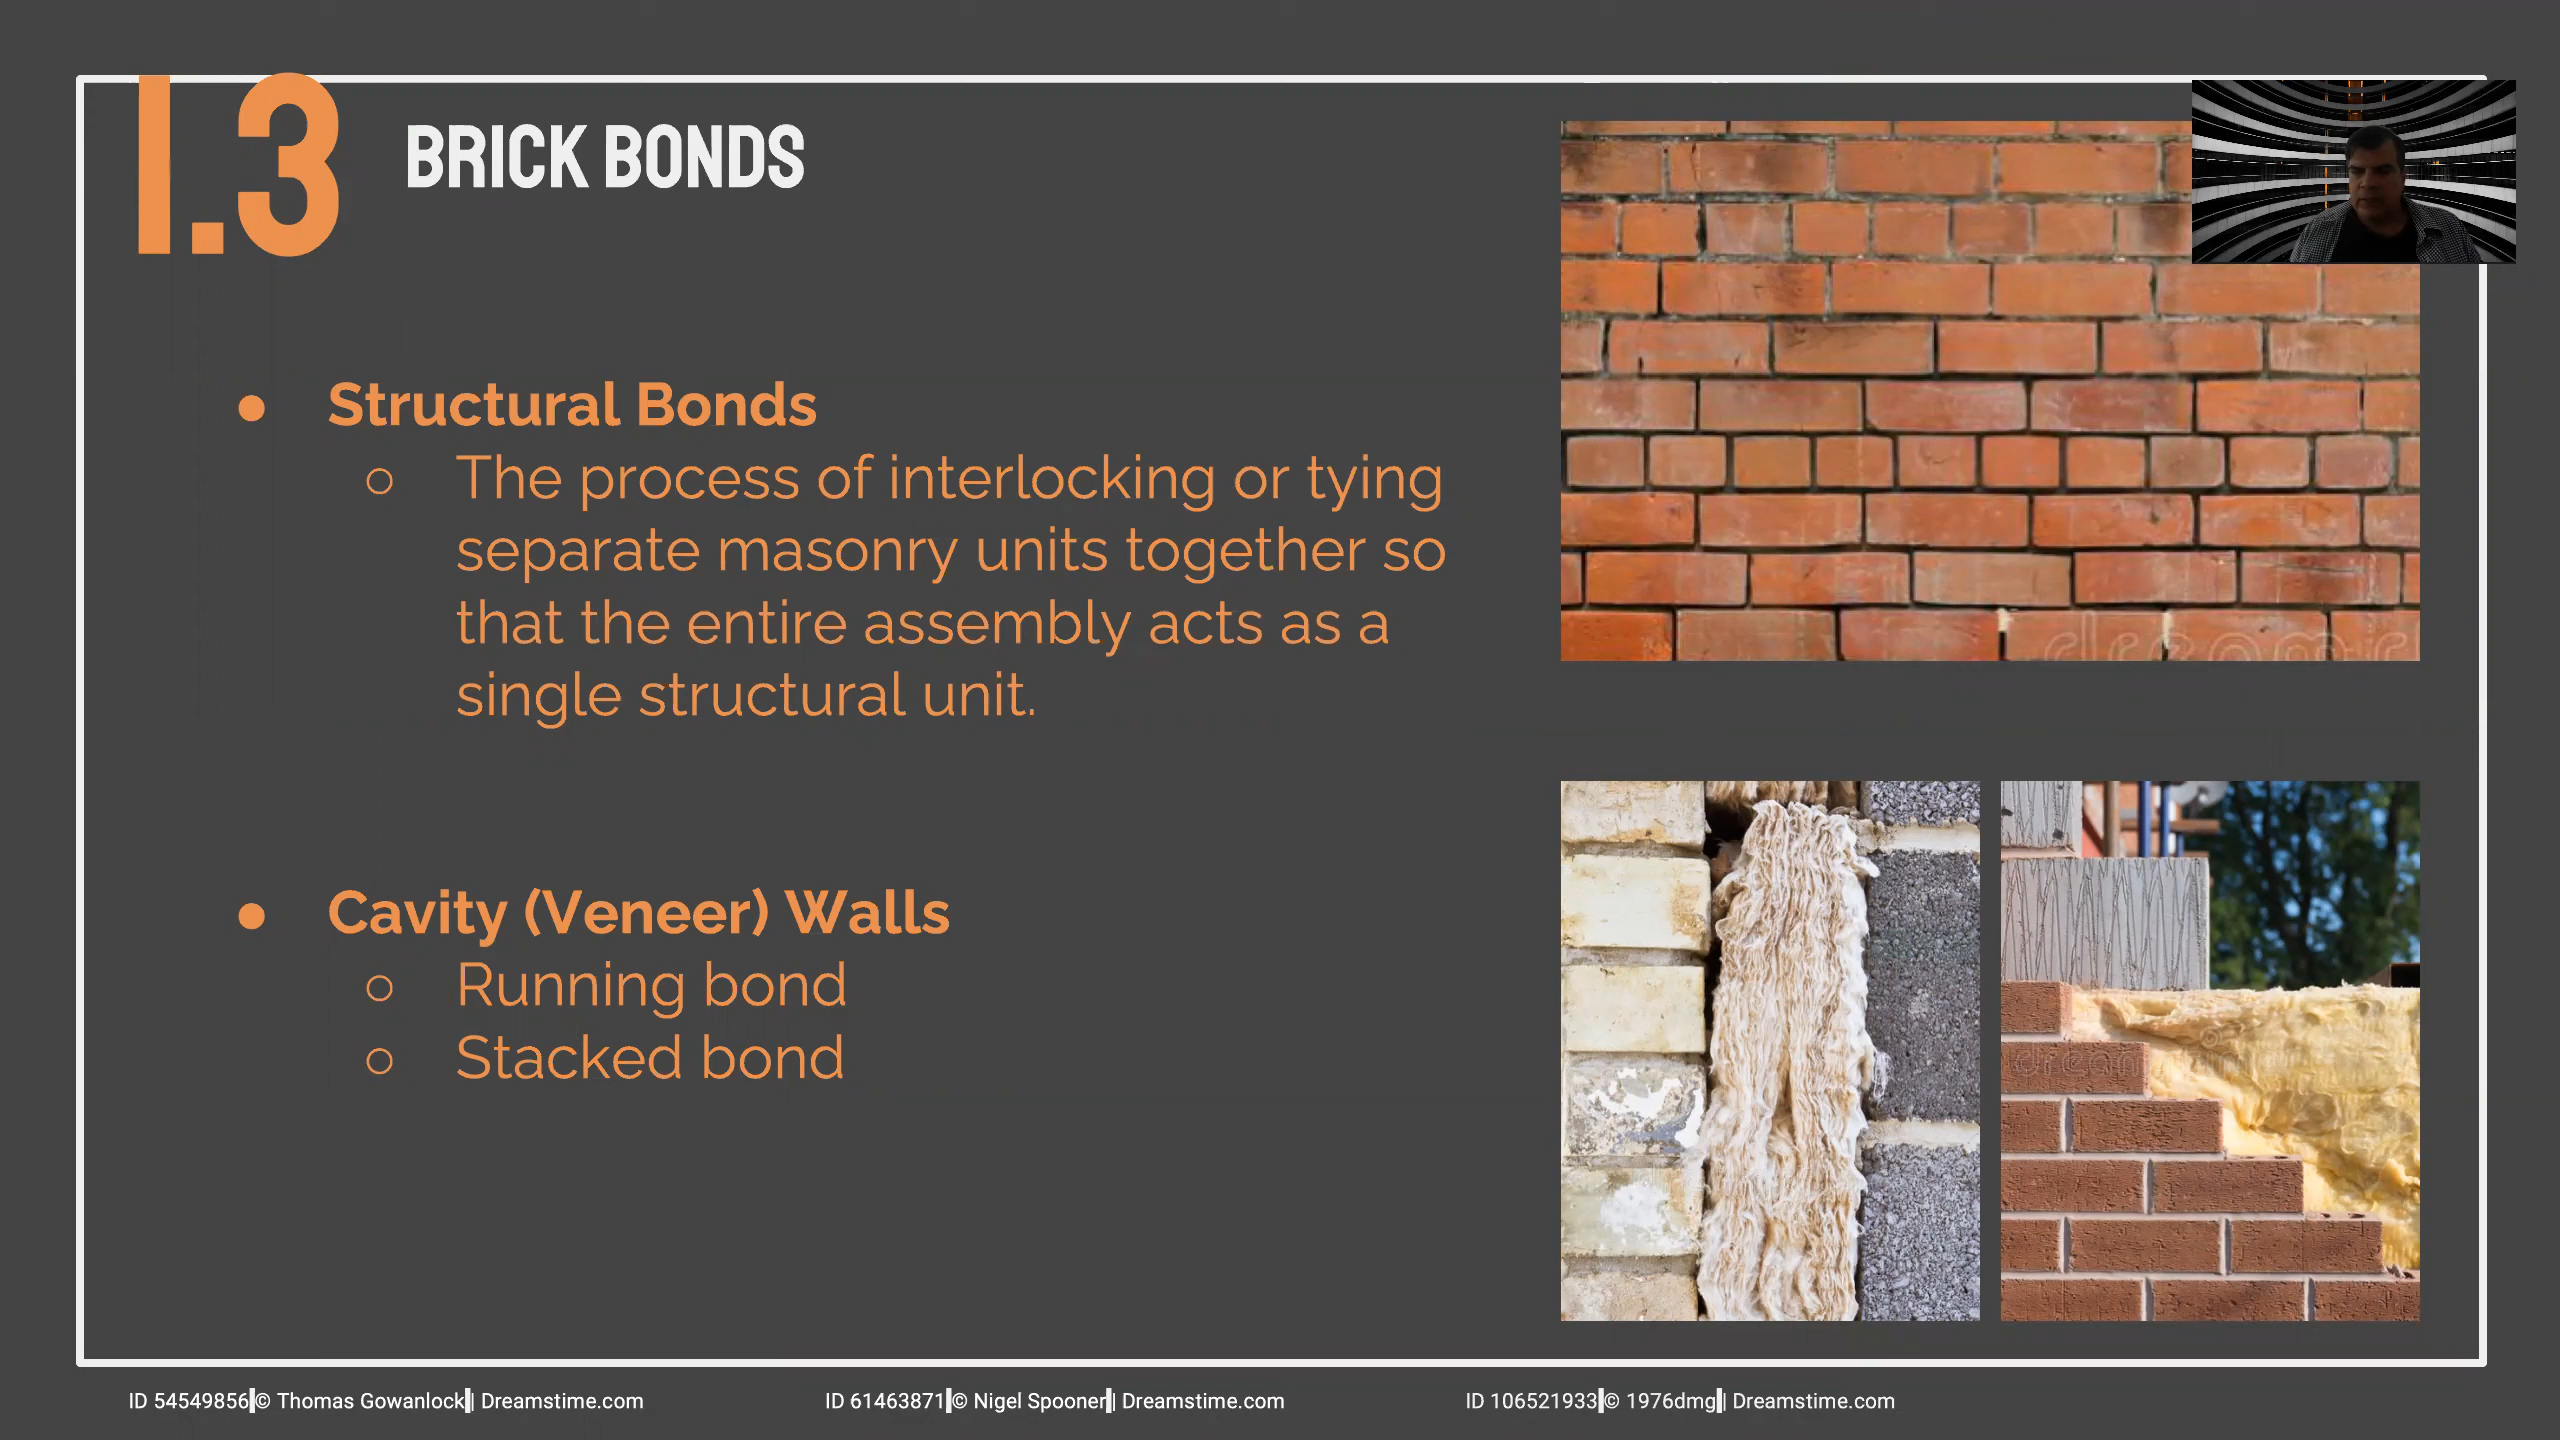 1.3
BRICK BONDS
● Structural Bonds
○ The process of interlocking or tying
separate masonry units together so
that the entire assembly acts as a
single structural unit.
● Cavity (Veneer) Walls
○ Running bond
○ Stacked bond
ID 54549856 © Thomas Gowanlock | Dreamstime.com
ID 61463871 © Nigel Spooner | Dreamstime.com
ID 106521933 © 1976dmg | Dreamstime.com